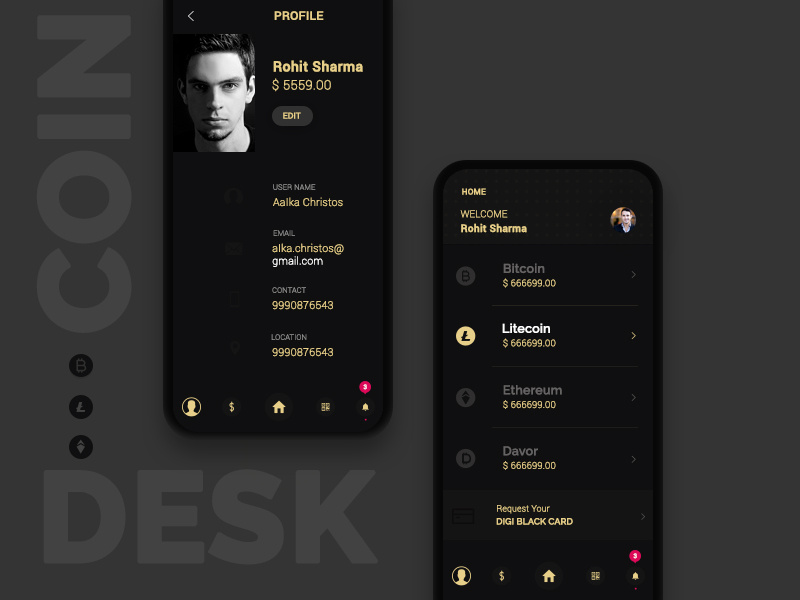 COIN
DESK
PROFILE
Rohit Sharma
$ 5559.00
EDIT
USER NAME
Aalka Christos
EMAIL
alka.christos@
gmail.com
CONTACT
9990876543
LOCATION
9990876543
$
3
HOME
WELCOME
Rohit Sharma
Bitcoin
$ 666699.00
Litecoin
$ 666699.00
Ethereum
$ 666699.00
Davor
$ 666699.00
Request Your
DIGI BLACK CARD
$
3